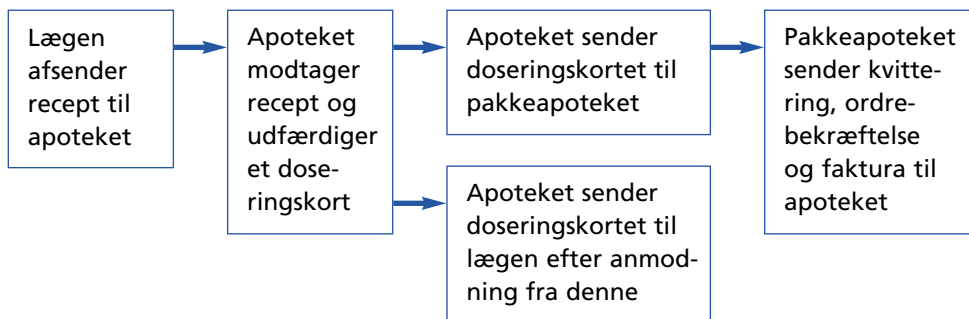 Lægen
afsender
recept til
apoteket
Apoteket
modtager
recept og
udfærdiger
et dose-
ringskort
Apoteket sender
doseringskortet til
pakkeapoteket
Apoteket sender
doseringskortet til
lægen efter anmod-
ning fra denne
Pakkeapoteket
sender kvitte-
ring, ordre-
bekræftelse
og faktura til
apoteket